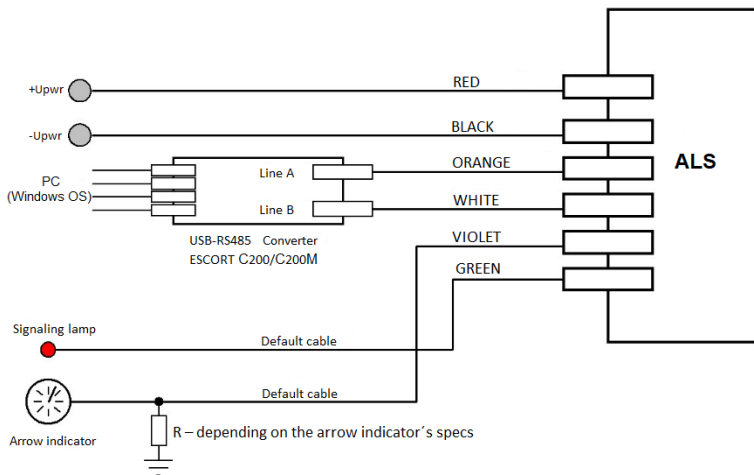 RED
+Upwr
BLACK
-Upwr
ORANGE
ALS
Line A
PC
(Windows OS)
WHITE
Line B
USB-RS485 Converter
ESCORT C200/C200M
VIOLET
GREEN
Signaling lamp
Default cable
Default cable
Arrow indicator
R – depending on the arrow indicator´s specs